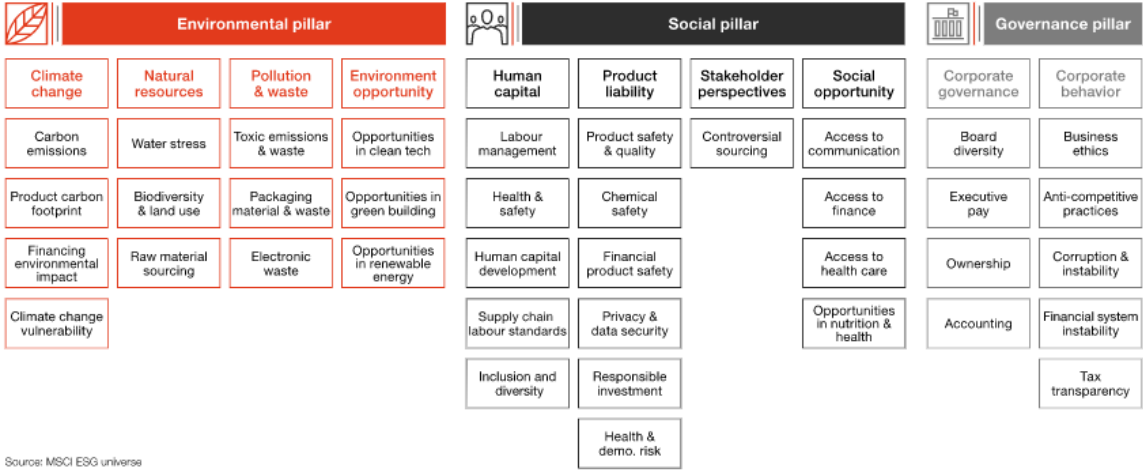 Environmental pillar
Social pillar
Governance pillar
Climate
change
Natural
resources
Pollution
& waste
Environment
opportunity
Human
capital
Product
liability
Stakeholder
perspectives
Social
opportunity
Corporate
governance
Corporate
behavior
Carbon
emissions
Water stress
Toxic emissions
& waste
Opportunities
in clean tech
Labour
management
Product safety
& quality
Controversial
sourcing
Access to
communication
Board
diversity
Business
ethics
Product carbon
footprint
Biodiversity
& land use
Packaging
material & waste
Opportunities in
green building
Health &
safety
Chemical
safety
Access to
finance
Executive
pay
Anti-competitive
practices
Financing
environmental
impact
Raw material
sourcing
Electronic
waste
Opportunities
in renewable
energy
Human capital
development
Financial
product safety
Access to
health care
Ownership
Corruption &
instability
Climate change
vulnerability
Supply chain
labour standards
Privacy &
data security
Opportunities
in nutrition &
health
Accounting
Financial system
instability
Inclusion and
diversity
Responsible
investment
Tax
transparency
Health &
demo. risk
Source: MSCI ESG universe